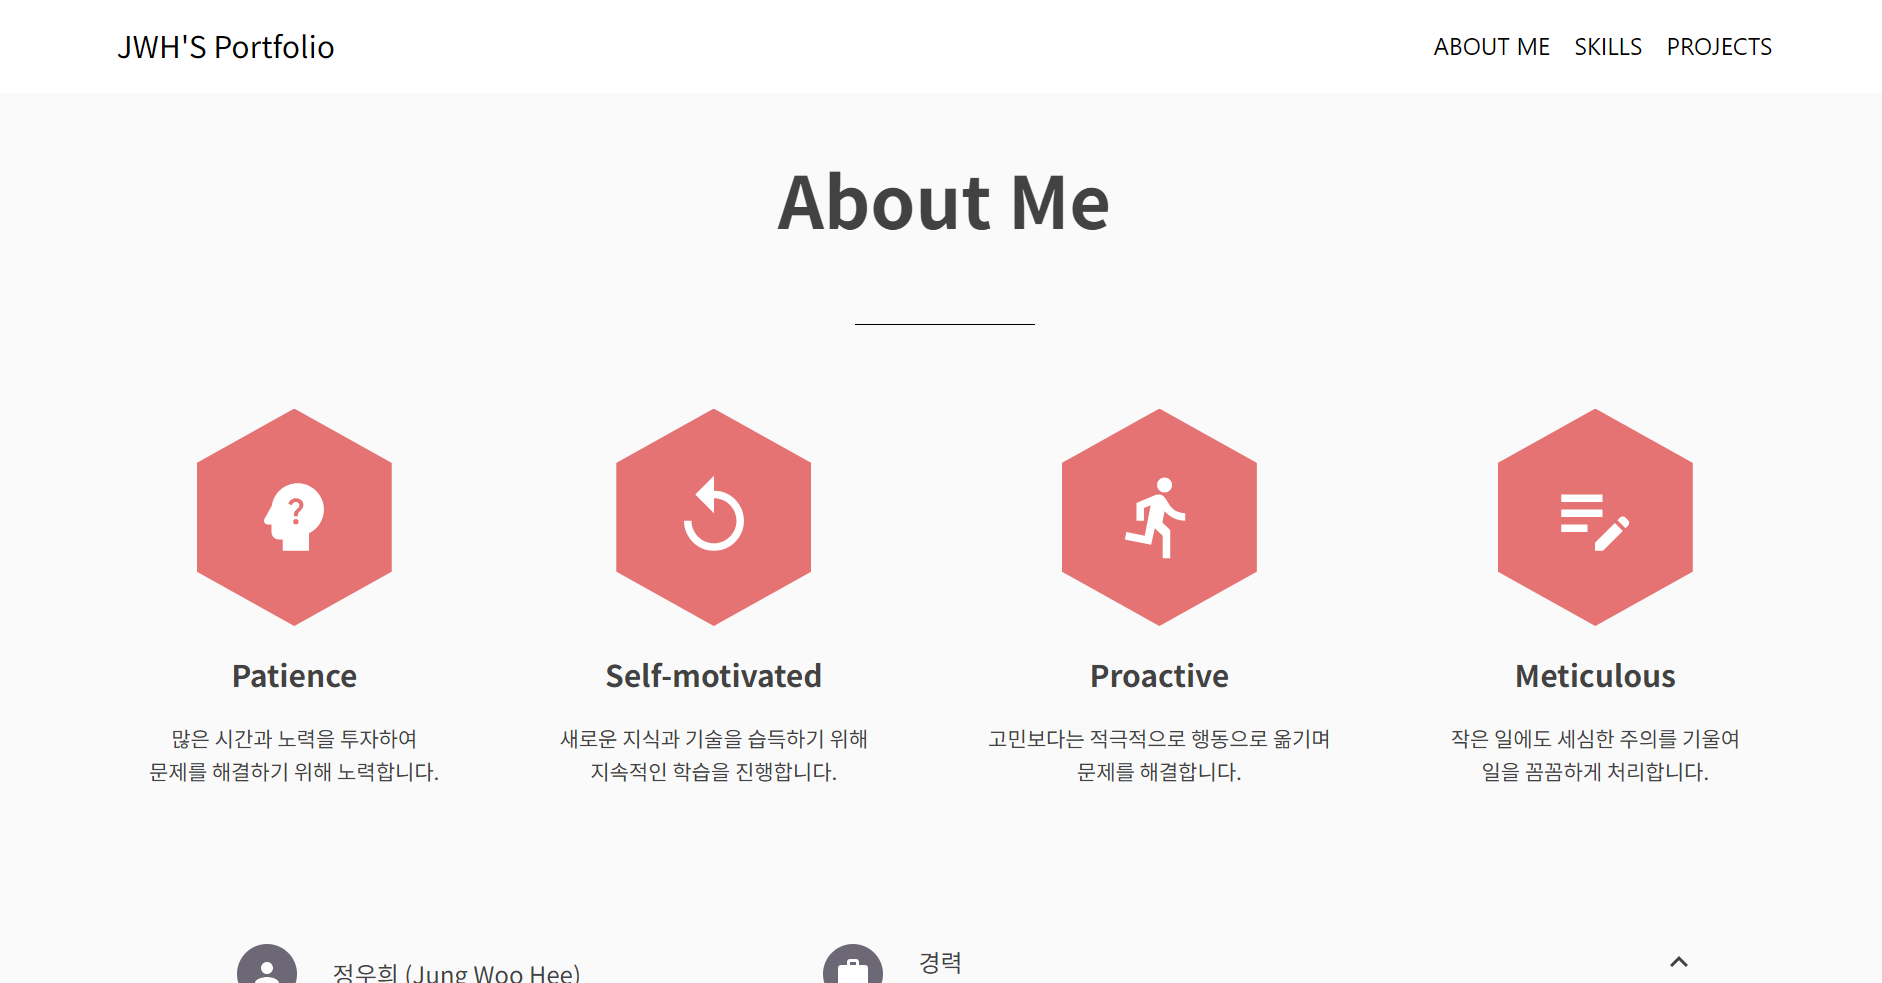 JWH'S Portfolio
ABOUT ME SKILLS PROJECTS
About Me
?
Patience
많은 시간과 노력을 투자하여
문제를 해결하기 위해 노력합니다.
Self-motivated
새로운 지식과 기술을 습득하기 위해
지속적인 학습을 진행합니다.
Proactive
고민보다는 적극적으로 행동으로 옮기며
문제를 해결합니다.
Meticulous
작은 일에도 세심한 주의를 기울여
일을 꼼꼼하게 처리합니다.
정우희 (Jung Woo Hee)
경력